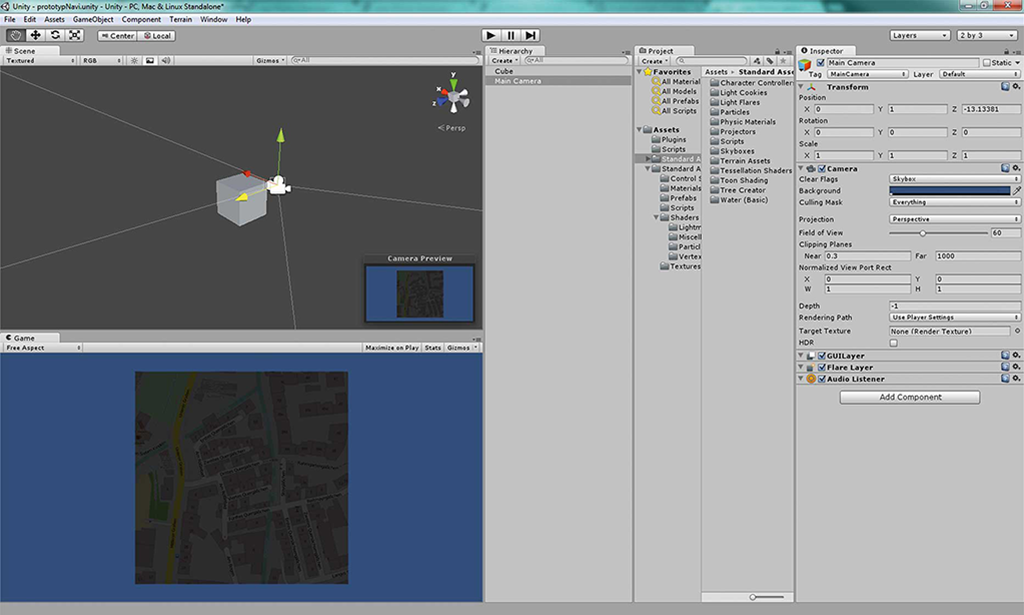 Unity - prototypNavi.unity - Unity - PC, Mac & Linux Standalone*
File Edit Assets GameObject Component Terrain Window Help
Center Local
Layers 2 by 3
Scene
Textured RGB Gizmos All
y
x
z
Persp
Camera Preview
Game
Free Aspect Maximize on Play Stats Gizmos
Hierarchy
Create All
Cube
Main Camera
Project
Create
Favorites
All Material
All Models
All Prefabs
All Scripts
Assets
Plugins
Scripts
Standard A
Standard A
Control S
Materials
Prefabs
Scripts
Shaders
Lightm
Miscell
Particl
Vertex
Textures
Assets Standard Asse
Character Controller
Light Cookies
Light Flares
Particles
Physic Materials
Projectors
Scripts
Skyboxes
Terrain Assets
Tessellation Shaders
Toon Shading
Tree Creator
Water (Basic)
Inspector
Main Camera Static
Tag MainCamera Layer Default
Transform
Position
X 0 Y 1 Z -13.13381
Rotation
X 0 Y 0 Z 0
Scale
X 1 Y 1 Z 1
Camera
Clear Flags Skybox
Background
Culling Mask Everything
Projection Perspective
Field of View 60
Clipping Planes
Near 0.3 Far 1000
Normalized View Port Rect
X 0 Y 0
W 1 H 1
Depth -1
Rendering Path Use Player Settings
Target Texture None (Render Texture)
HDR
GUILayer
Flare Layer
Audio Listener
Add Component